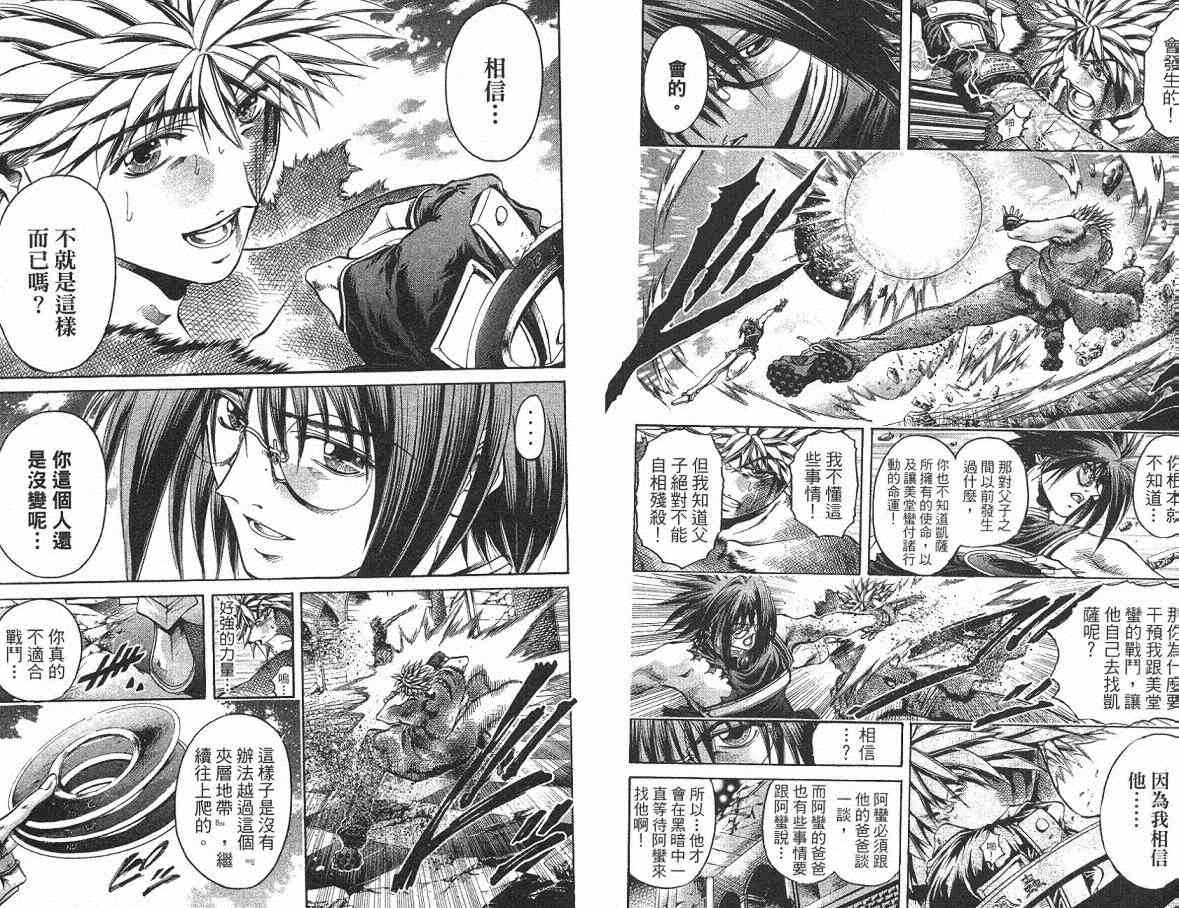 會發生的！
啪
會的。
你根本就
不知道…
那對父子之
間以前發生
過什麼，
你也不知道凱薩
所擁有的使命，以
及讓美堂蠻付諸行
動的命運！
我不懂這
些事情！
但我知道父
子絕對不能
自相殘殺！
那你為什麼要
干預我跟美堂
蠻的戰鬥，讓
他自己去找凱
薩呢？
因為我相信
他……
相信
…？
阿蠻必須跟
他的爸爸談
一談，
而阿蠻的爸爸
也有些事情要
跟阿蠻說…
所以…他才
會在黑暗中一
直等待阿蠻來
找他啊！
相信…
不就是這樣
而已嗎？
⋯⋯
你這個人還
是沒變呢…
嗚…
好強的力量…
你真的
不適合
戰鬥…
這樣子是沒有
辦法越過這個『
夾層地帶』，繼
續往上爬的。